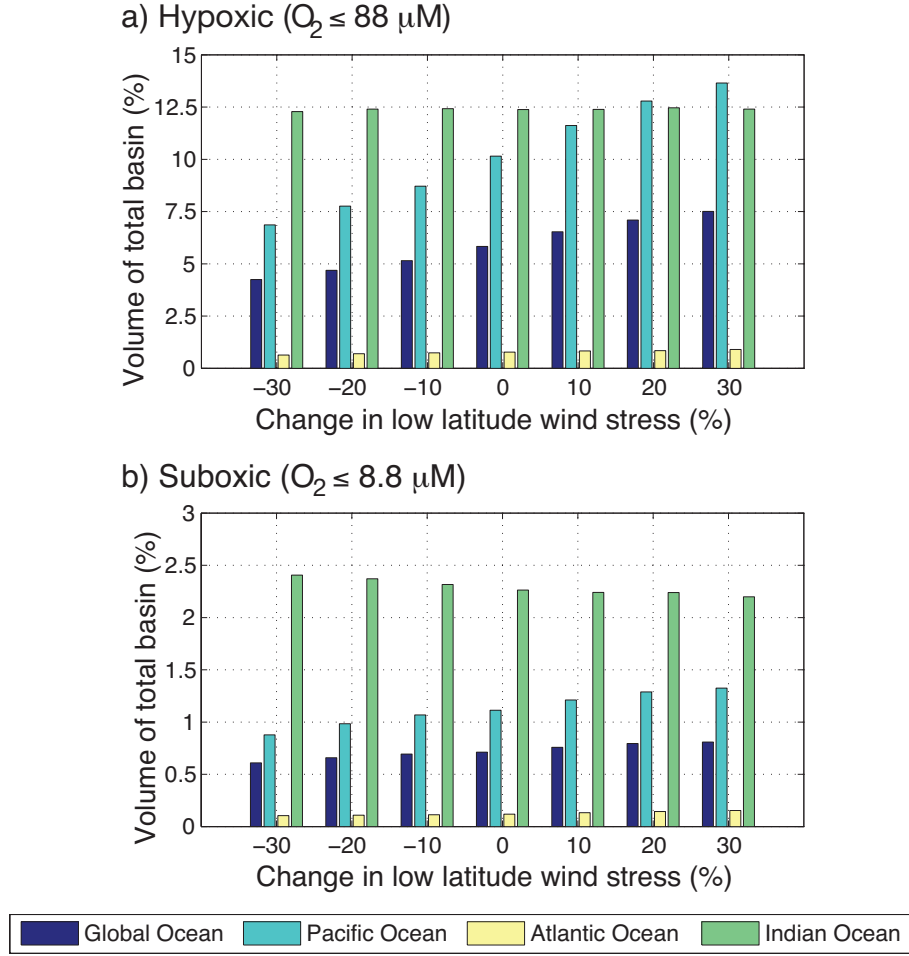 a) Hypoxic (O₂ ≤ 88 μM)
Volume of total basin (%)
15
12.5
10
7.5
5
2.5
0
−30 −20 −10 0 10 20 30
Change in low latitude wind stress (%)
b) Suboxic (O₂ ≤ 8.8 μM)
Volume of total basin (%)
3
2.5
2
1.5
1
0.5
0
−30 −20 −10 0 10 20 30
Change in low latitude wind stress (%)
Global Ocean Pacific Ocean Atlantic Ocean Indian Ocean